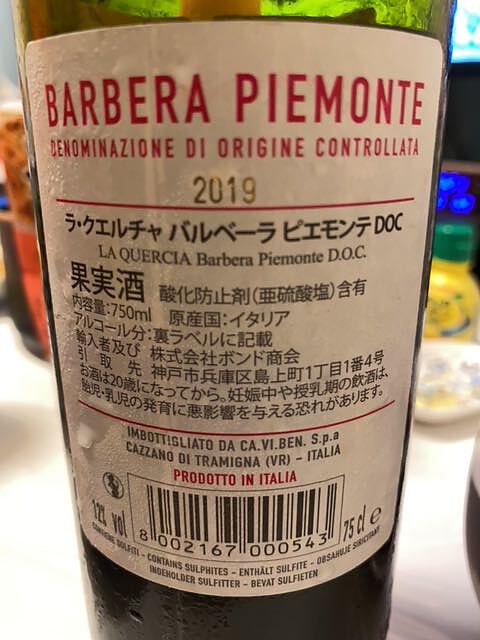 BARBERA PIEMONTE
DENOMINAZIONE DI ORIGINE CONTROLLATA
2019
ラ・クエルチャ バルベーラ ピエモンテ DOC
LA QUERCIA Barbera Piemonte D.O.C.
果実酒 酸化防止剤(亜硫酸塩)含有
内容量:750ml 原産国:イタリア
アルコール分:裏ラベルに記載
輸入者及び 株式会社ボンド商会
引取先 神戸市兵庫区島上町1丁目1番4号
お酒は20歳になってから。妊娠中や授乳期の飲酒は、
胎児・乳児の発育に悪影響を与える恐れがあります。
IMBOTTIGLIATO DA CA.VI.BEN. S.p.a
CAZZANO DI TRAMIGNA (VR) - ITALIA
PRODOTTO IN ITALIA
12% vol
75 cl e
8 002167 000543
CONTIENE SOLFITI - CONTAINS SULPHITES - ENTHÄLT SULFITE - OBSAHUJE SIRICITANY
INGEHOLDER SULFITTER - BEVAT SULFIETEN